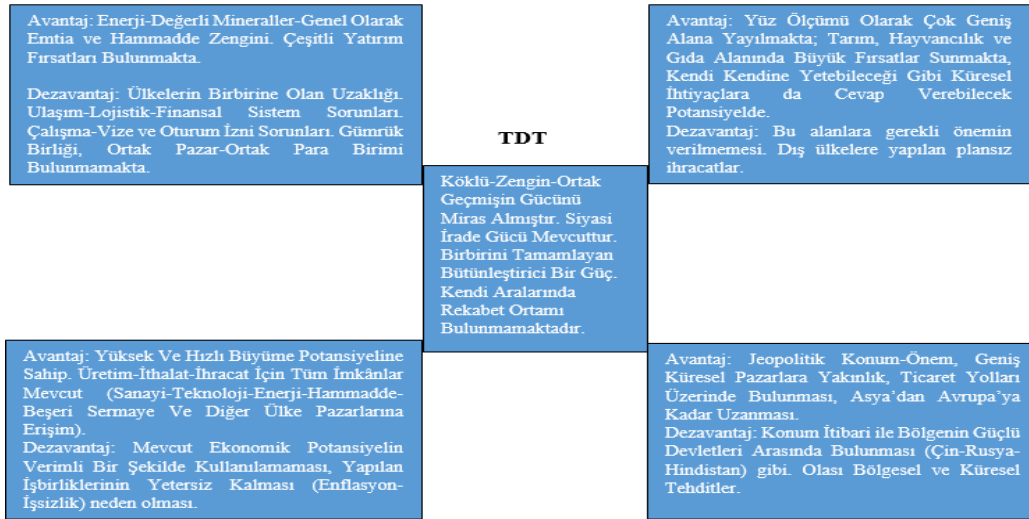 Avantaj: Enerji-Değerli Mineraller-Genel Olarak
Emtia ve Hammadde Zengini. Çeşitli Yatırım
Fırsatları Bulunmakta.
Dezavantaj: Ülkelerin Birbirine Olan Uzaklığı.
Ulaşım-Lojistik-Finansal Sistem Sorunları.
Çalışma-Vize ve Oturum İzni Sorunları. Gümrük
Birliği, Ortak Pazar-Ortak Para Birimi
Bulunmamakta.
Avantaj: Yüz Ölçümü Olarak Çok Geniş
Alana Yayılmakta; Tarım, Hayvancılık ve
Gıda Alanında Büyük Fırsatlar Sunmakta,
Kendi Kendine Yetebileceği Gibi Küresel
İhtiyaçlara da Cevap Verebilecek
Potansiyelde.
Dezavantaj: Bu alanlara gerekli önemin
verilmemesi. Dış ülkelere yapılan plansız
ihracatlar.
TDT
Köklü-Zengin-Ortak
Geçmişin Gücünü
Miras Almıştır. Siyasi
İrade Gücü Mevcuttur.
Birbirini Tamamlayan
Bütünleştirici Bir Güç.
Kendi Aralarında
Rekabet Ortamı
Bulunmamaktadır.
Avantaj: Yüksek Ve Hızlı Büyüme Potansiyeline
Sahip. Üretim-İthalat-İhracat İçin Tüm İmkânlar
Mevcut (Sanayi-Teknoloji-Enerji-Hammadde-
Beşeri Sermaye Ve Diğer Ülke Pazarlarına
Erişim).
Dezavantaj: Mevcut Ekonomik Potansiyelin
Verimli Bir Şekilde Kullanılamaması, Yapılan
İşbirliklerinin Yetersiz Kalması (Enflasyon-
İşsizlik) neden olması.
Avantaj: Jeopolitik Konum-Önem, Geniş
Küresel Pazarlara Yakınlık, Ticaret Yolları
Üzerinde Bulunması, Asya’dan Avrupa’ya
Kadar Uzanması.
Dezavantaj: Konum İtibari ile Bölgenin Güçlü
Devletleri Arasında Bulunması (Çin-Rusya-
Hindistan) gibi. Olası Bölgesel ve Küresel
Tehditler.